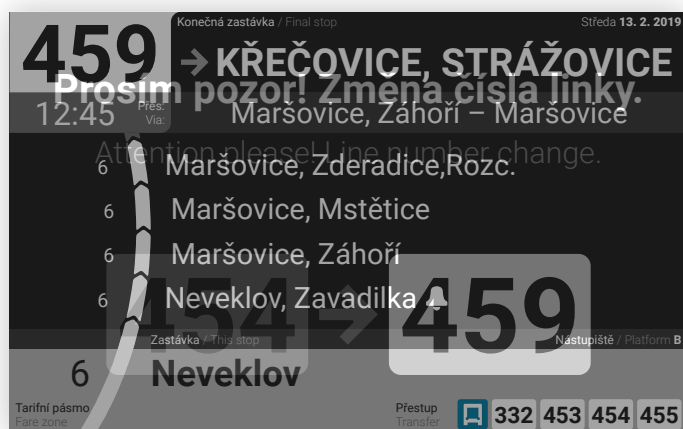 459
Konečná zastávka / Final stop
Středa 13. 2. 2019
→ KŘEČOVICE, STRÁŽOVICE
Prosím pozor! Změna čísla linky.
12:45
Přes:
Via:
Maršovice, Záhoří – Maršovice
Attention please! Line number change.
6 Maršovice, Zderadice,Rozc.
6 Maršovice, Mstětice
6 Maršovice, Záhoří
6 Neveklov, Zavadilka
454 → 459
Zastávka / This stop
Nástupiště / Platform B
6 Neveklov
Tarifní pásmo
Fare zone
Přestup
Transfer
332 453 454 455